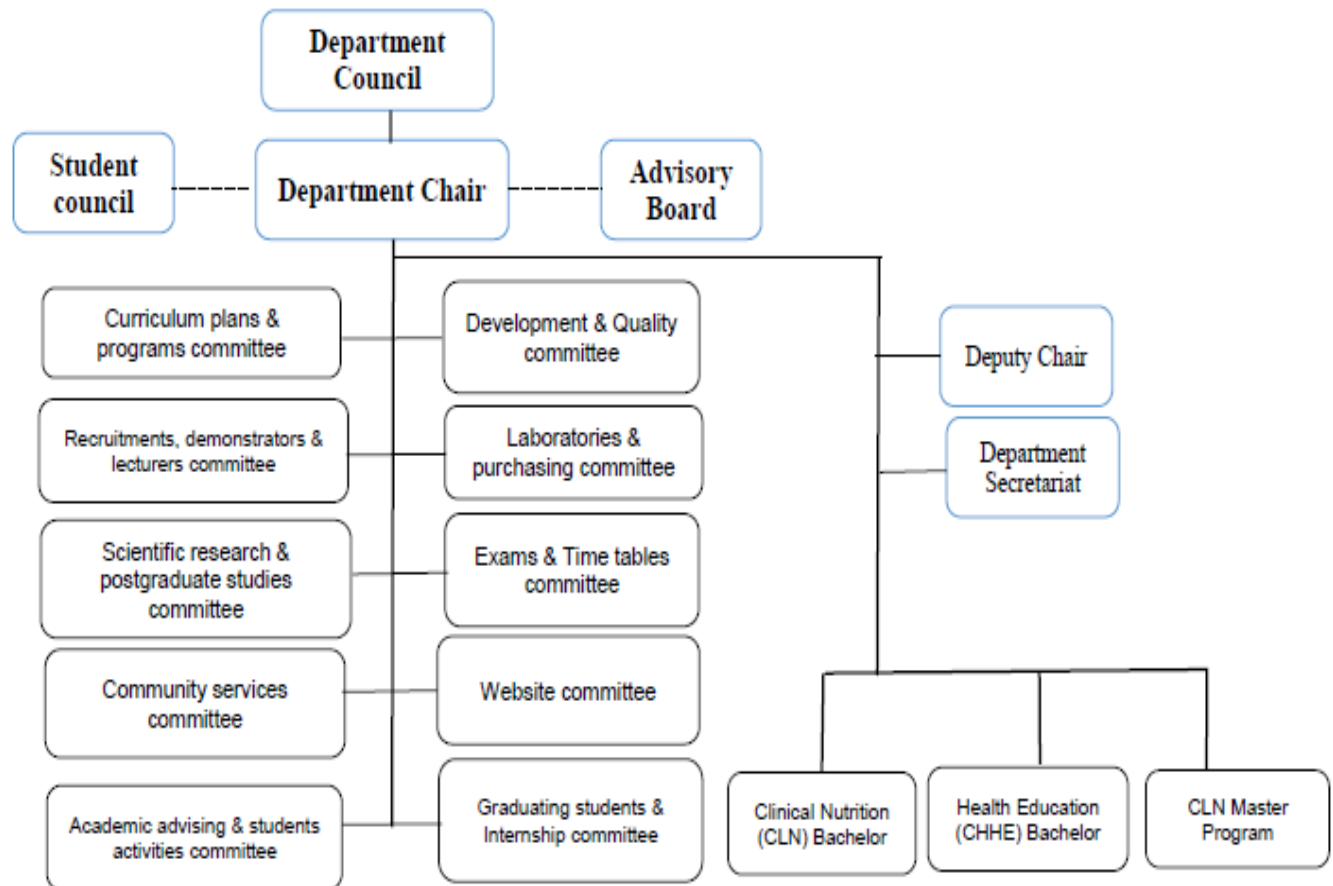 Department
Council
Student
council
Department Chair
Advisory
Board
Curriculum plans &
programs committee
Development & Quality
committee
Deputy Chair
Recruitments, demonstrators &
lecturers committee
Laboratories &
purchasing committee
Department
Secretariat
Scientific research &
postgraduate studies
committee
Exams & Time tables
committee
Community services
committee
Website committee
Academic advising & students
activities committee
Graduating students &
Internship committee
Clinical Nutrition
(CLN) Bachelor
Health Education
(CHHE) Bachelor
CLN Master
Program